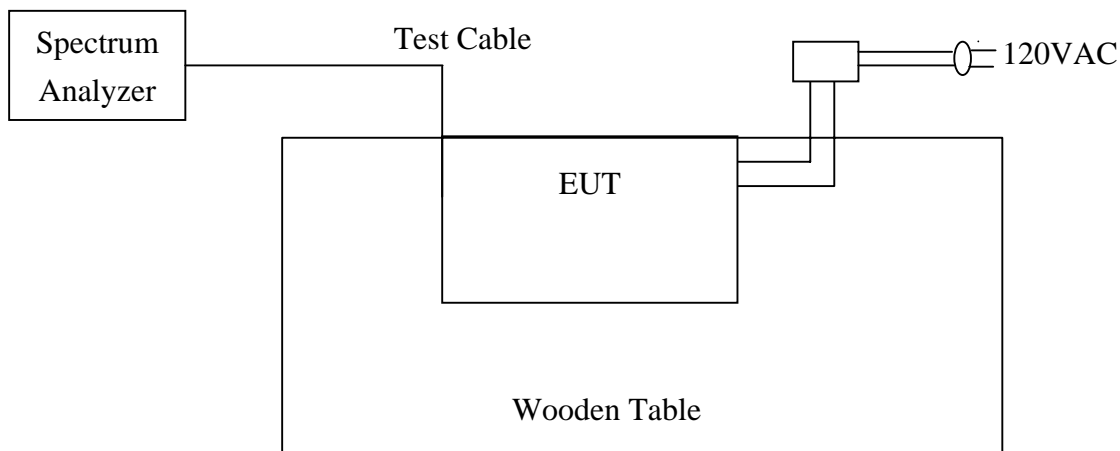 Spectrum
Analyzer
Test Cable
120VAC
EUT
Wooden Table